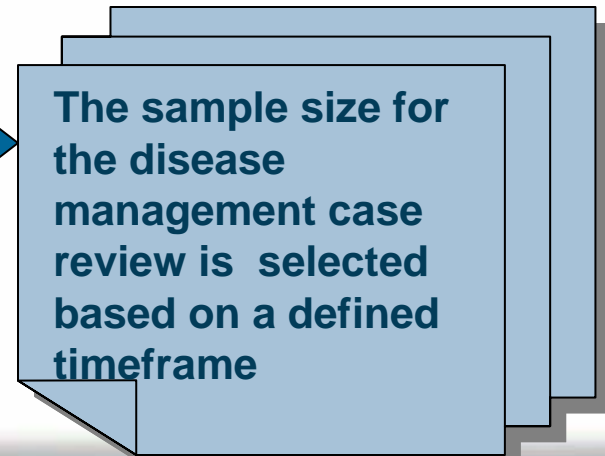 The sample size for
the disease
management case
review is  selected
based on a defined
timeframe